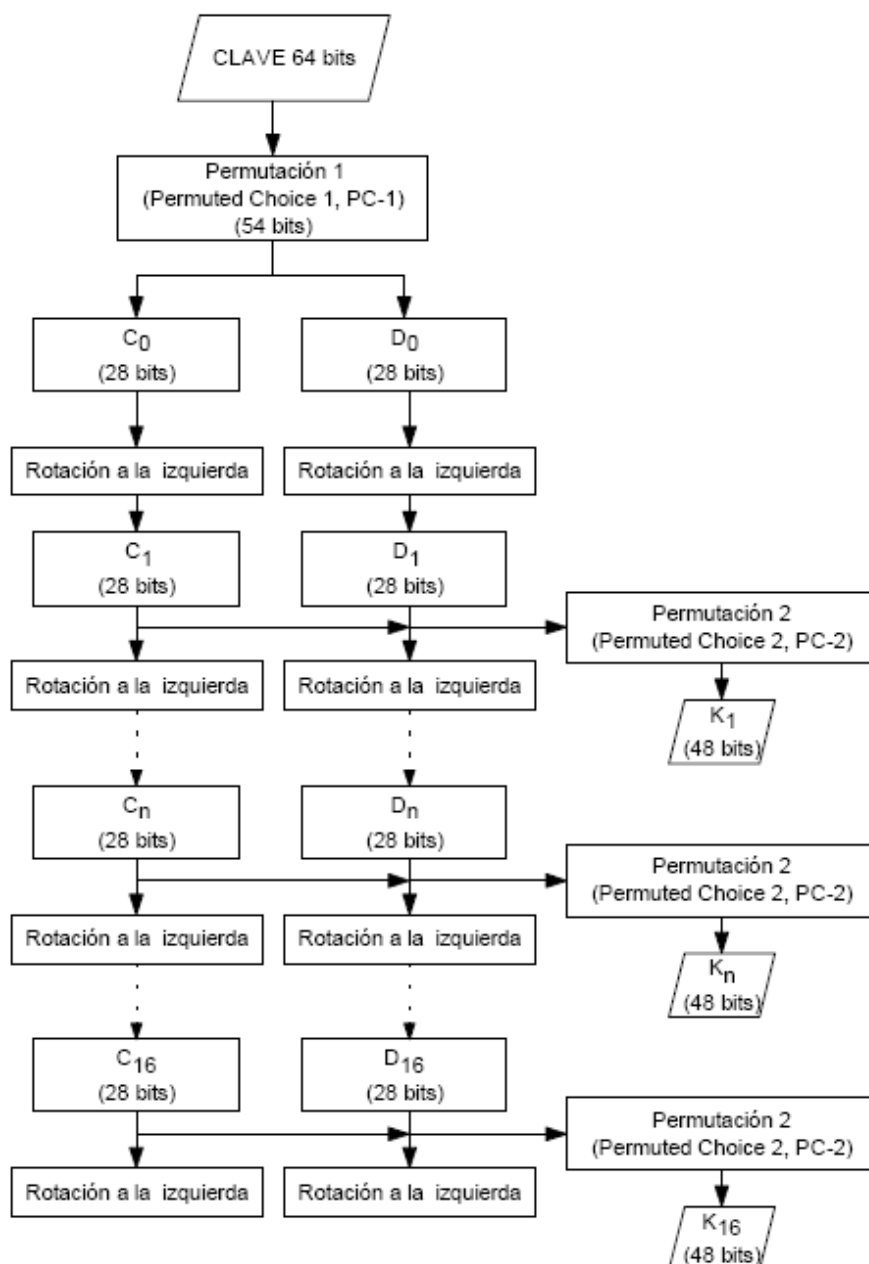 CLAVE 64 bits
Permutación 1
(Permuted Choice 1, PC-1)
(54 bits)
C0
(28 bits)
D0
(28 bits)
Rotación a la izquierda
Rotación a la izquierda
C1
(28 bits)
D1
(28 bits)
Permutación 2
(Permuted Choice 2, PC-2)
Rotación a la izquierda
Rotación a la izquierda
K1
(48 bits)
Cn
(28 bits)
Dn
(28 bits)
Permutación 2
(Permuted Choice 2, PC-2)
Rotación a la izquierda
Rotación a la izquierda
Kn
(48 bits)
C16
(28 bits)
D16
(28 bits)
Permutación 2
(Permuted Choice 2, PC-2)
Rotación a la izquierda
Rotación a la izquierda
K16
(48 bits)